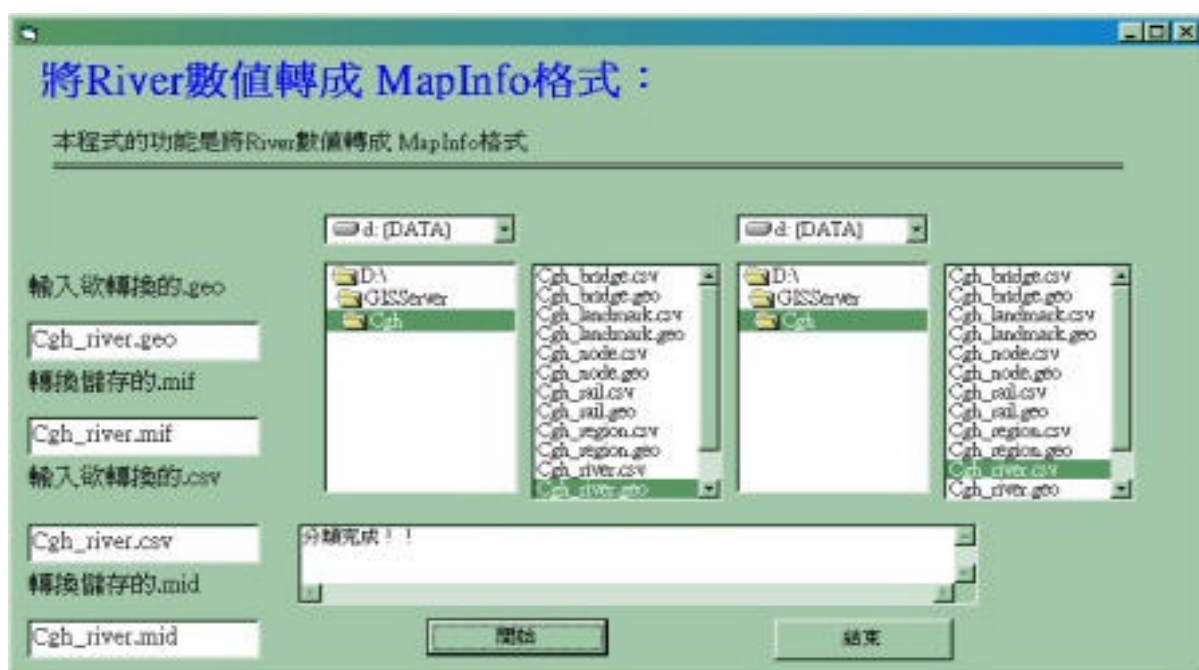 將River數值轉成 MapInfo格式：
本程式的功能是將River數值轉成 MapInfo格式
d: [DATA]
d: [DATA]
輸入欲轉換的.geo
Cgh_river.geo
轉換儲存的.mif
Cgh_river.mif
輸入欲轉換的.csv
Cgh_river.csv
轉換儲存的.mid
Cgh_river.mid
D:\
GISServer
Cgh
Cgh_bridge.csv
Cgh_bridge.geo
Cgh_landmark.csv
Cgh_landmark.geo
Cgh_node.csv
Cgh_node.geo
Cgh_rail.csv
Cgh_rail.geo
Cgh_region.csv
Cgh_region.geo
Cgh_river.csv
Cgh_river.geo
D:\
GISServer
Cgh
Cgh_bridge.csv
Cgh_bridge.geo
Cgh_landmark.csv
Cgh_landmark.geo
Cgh_node.csv
Cgh_node.geo
Cgh_rail.csv
Cgh_rail.geo
Cgh_region.csv
Cgh_region.geo
Cgh_river.csv
Cgh_river.geo
分類完成！！
開始
結束